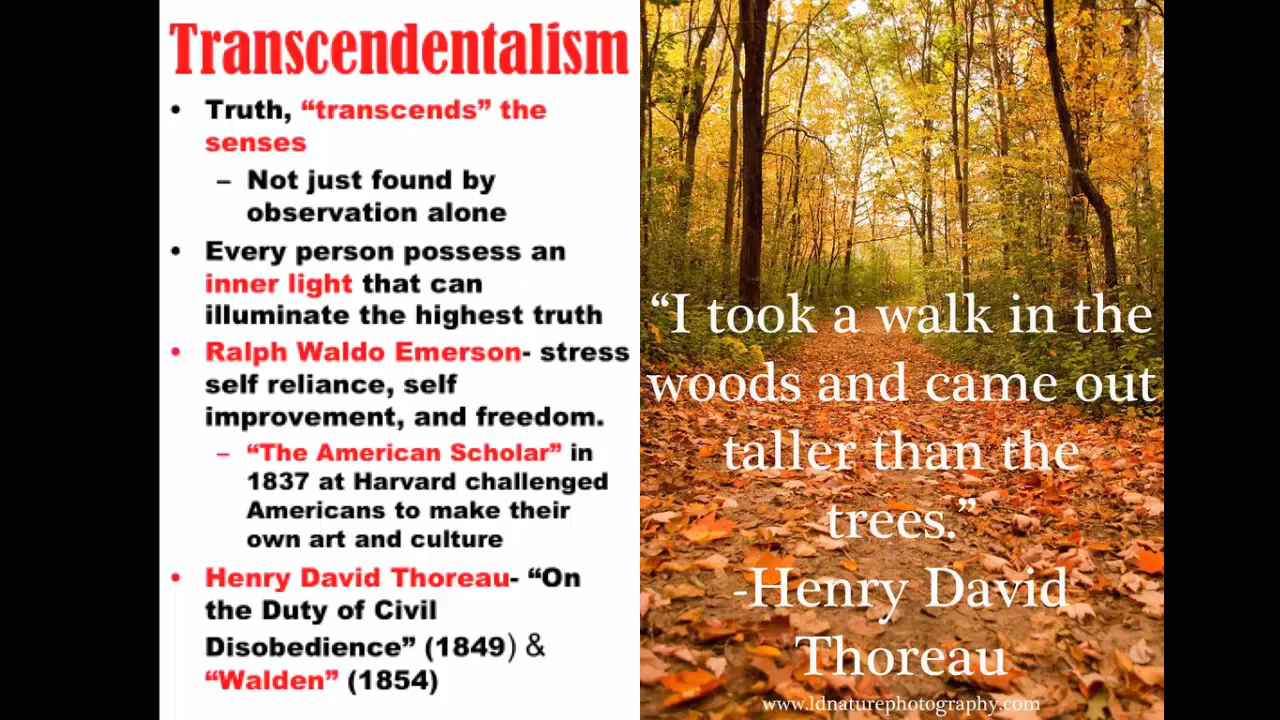 Transcendentalism
• Truth, “transcends” the
senses
– Not just found by
observation alone
• Every person possess an
inner light that can
illuminate the highest truth
• Ralph Waldo Emerson- stress
self reliance, self
improvement, and freedom.
– “The American Scholar” in
1837 at Harvard challenged
Americans to make their
own art and culture
• Henry David Thoreau- “On
the Duty of Civil
Disobedience” (1849) &
“Walden” (1854)
“I took a walk in the
woods and came out
taller than the
trees.”
-Henry David
Thoreau
www.ldnaturephotography.com